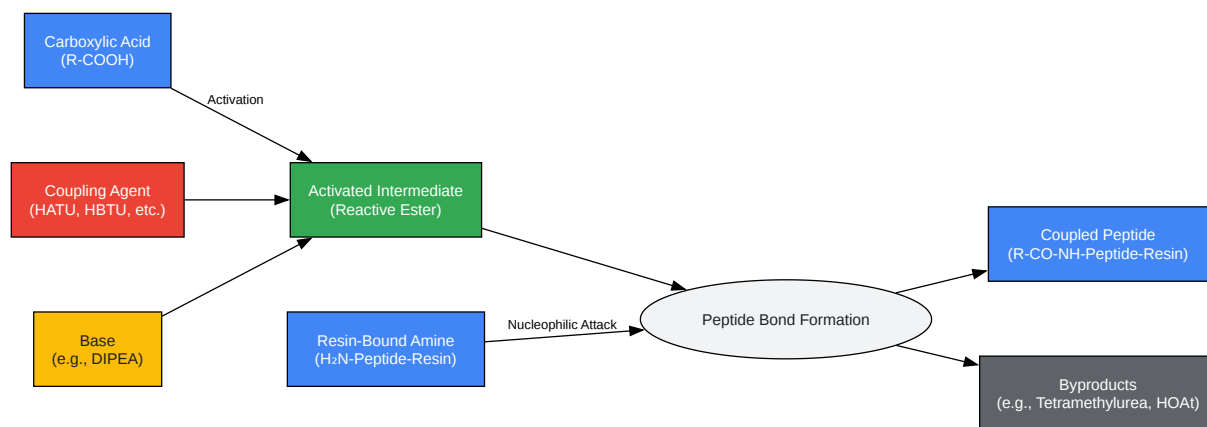 Carboxylic Acid
(R-COOH)
Activation
Coupling Agent
(HATU, HBTU, etc.)
Activated Intermediate
(Reactive Ester)
Base
(e.g., DIPEA)
Resin-Bound Amine
(H₂N-Peptide-Resin)
Nucleophilic Attack
Peptide Bond Formation
Coupled Peptide
(R-CO-NH-Peptide-Resin)
Byproducts
(e.g., Tetramethylurea, HOAt)